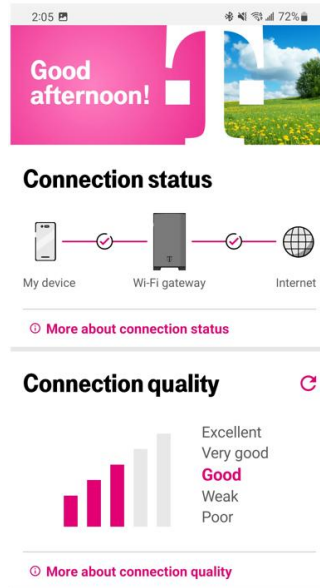 2:05
72%
Good
afternoon!
Connection status
My device
Wi-Fi gateway
Internet
More about connection status
Connection quality
Excellent
Very good
Good
Weak
Poor
More about connection quality